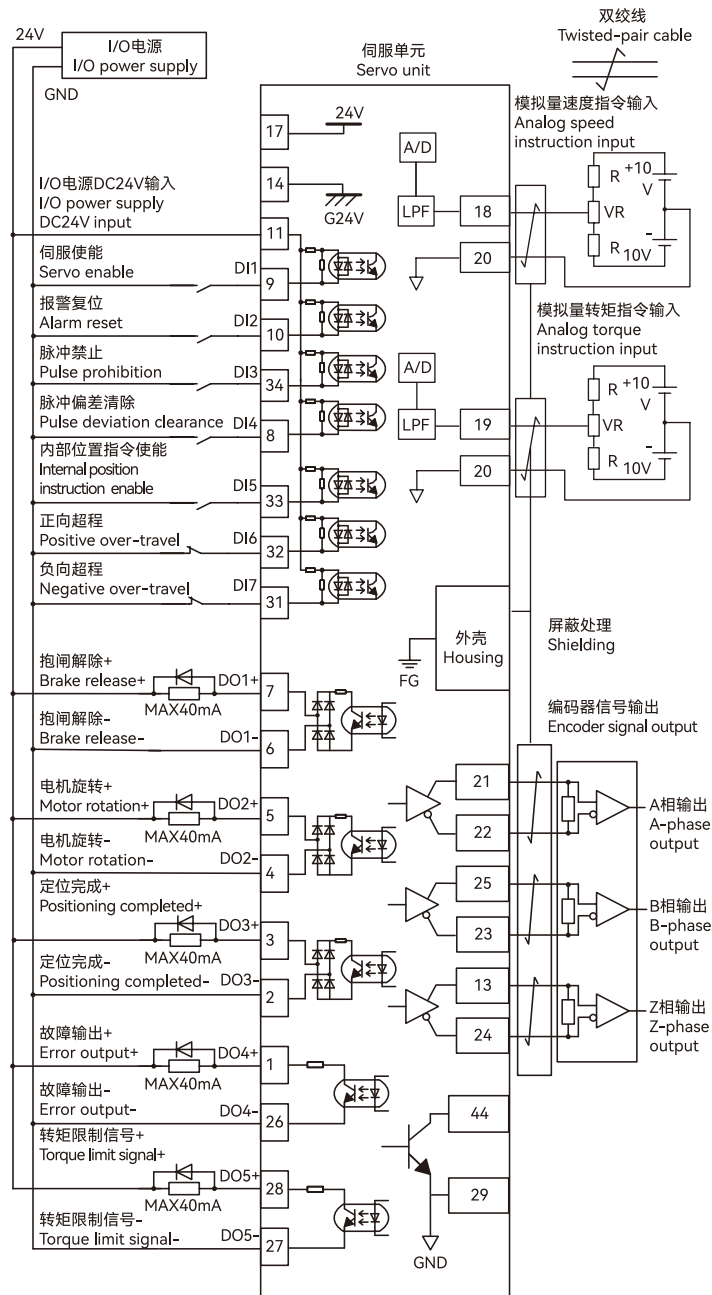 24V
I/O电源
I/O power supply
GND
双绞线
Twisted-pair cable
伺服单元
Servo unit
17
24V
14
G24V
I/O电源DC24V输入
I/O power supply
DC24V input
11
伺服使能
Servo enable
DI1
9
报警复位
Alarm reset
DI2
10
脉冲禁止
Pulse prohibition
DI3
34
脉冲偏差清除
Pulse deviation clearance
DI4
8
内部位置指令使能
Internal position
instruction enable
DI5
33
正向超程
Positive over-travel
DI6
32
负向超程
Negative over-travel
DI7
31
模拟量速度指令输入
Analog speed
instruction input
A/D
LPF
18
20
R
+10
V
VR
R
-
10V
模拟量转矩指令输入
Analog torque
instruction input
A/D
LPF
19
20
R
+10
V
VR
R
-
10V
外壳
Housing
FG
屏蔽处理
Shielding
抱闸解除+
Brake release+
DO1+
7
MAX40mA
抱闸解除-
Brake release-
DO1-
6
电机旋转+
Motor rotation+
DO2+
5
MAX40mA
电机旋转-
Motor rotation-
DO2-
4
定位完成+
Positioning completed+
DO3+
3
MAX40mA
定位完成-
Positioning completed-
DO3-
2
故障输出+
Error output+
DO4+
1
MAX40mA
故障输出-
Error output-
DO4-
26
转矩限制信号+
Torque limit signal+
DO5+
28
MAX40mA
转矩限制信号-
Torque limit signal-
DO5-
27
编码器信号输出
Encoder signal output
21
22
A相输出
A-phase
output
25
23
B相输出
B-phase
output
13
24
Z相输出
Z-phase
output
44
29
GND